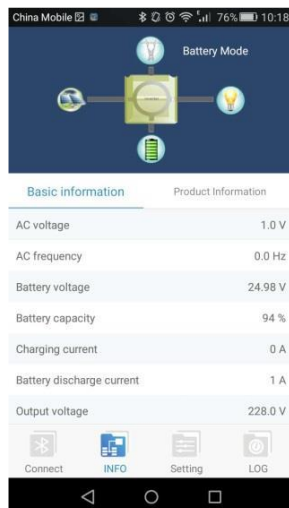 China Mobile 76% 10:18
Battery Mode
Basic information Product Information
AC voltage 1.0 V
AC frequency 0.0 Hz
Battery voltage 24.98 V
Battery capacity 94 %
Charging current 0 A
Battery discharge current 1 A
Output voltage 228.0 V
Connect INFO Setting LOG